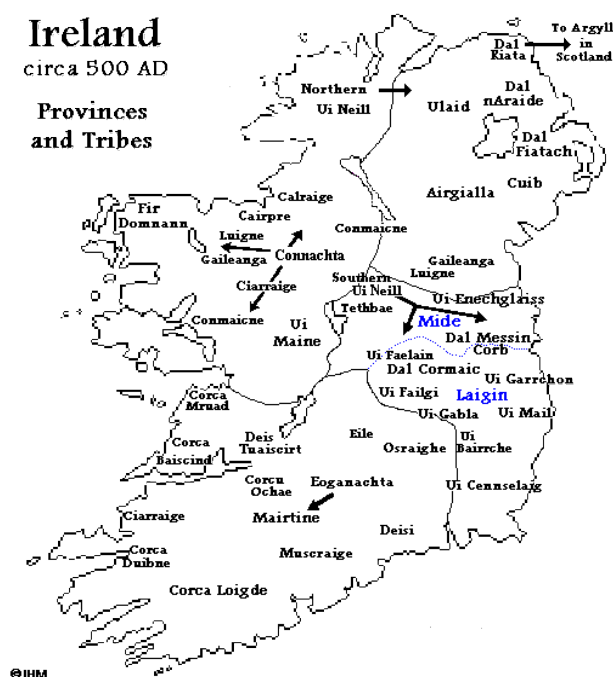 Ireland
circa 500 AD
Provinces
and Tribes
To Argyll
in
Scotland
Dal
Riata
Northern
Ui Neill
Ulaid
Dal
nAraide
Dal
Fiatach
Cuib
Airgialla
Calraige
Cairpre
Fir
Domnann
Luigne
Gaileanga
Connachta
Conmaicne
Ciarraige
Conmaicne
Ui
Maine
Gaileanga
Luigne
Southern
Ui Neill
Tethbae
Ui Enechglaiss
Mide
Dal Messin
Corb
Ui Faelain
Dal Cormaic
Ui Garrchon
Ui Failgi
Laigin
Ui Gabla
Ui Mail
Corca
Mruad
Corca
Baiscind
Deis
Tuaiscirt
Eile
Osraighe
Ui
Bairrche
Corcu
Ochae
Eoganachta
Ui Cennselaig
Ciarraige
Mairtine
Deisi
Corca
Duibne
Muscraige
Corca Loigde
©IHM